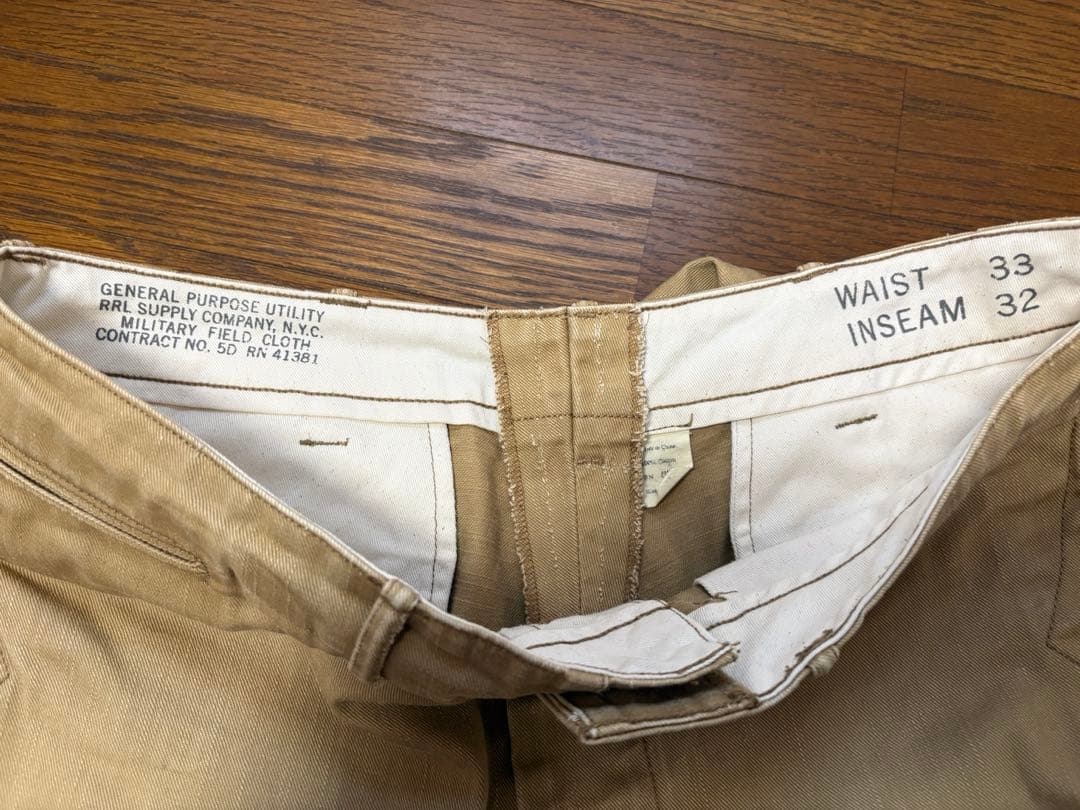 GENERAL PURPOSE UTILITY
RRL SUPPLY COMPANY, N.Y.C.
MILITARY FIELD CLOTH
CONTRACT NO. 5D RN 41381
WAIST 33
INSEAM 32